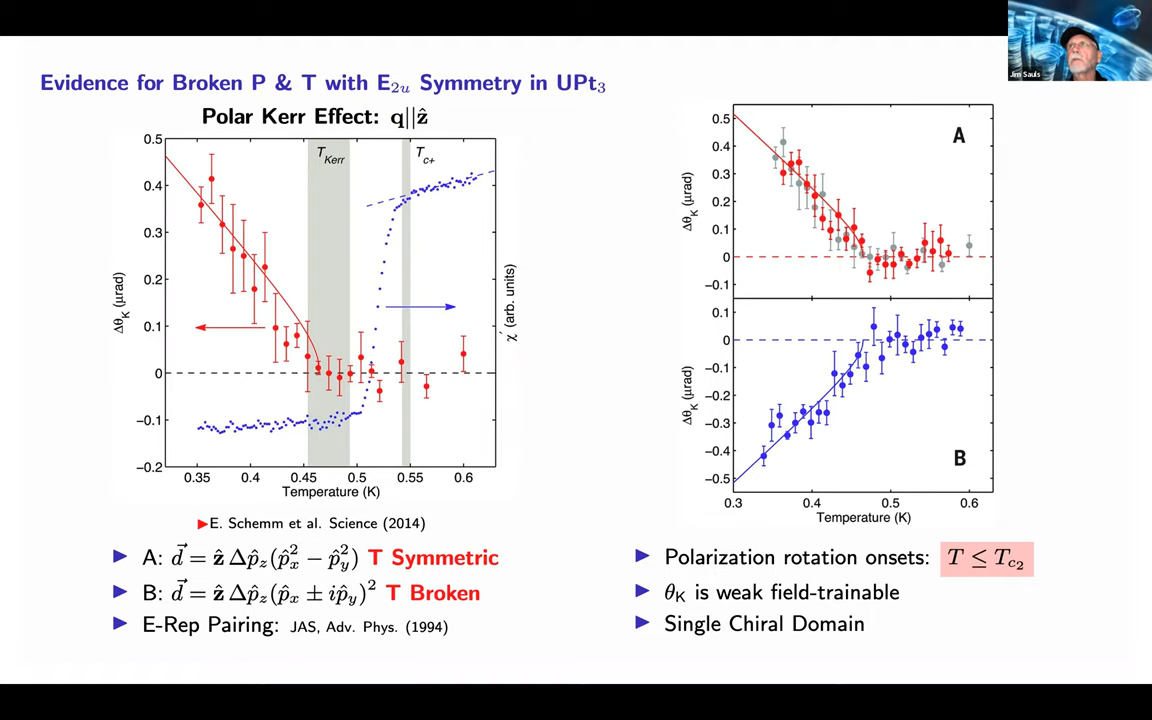 Jim Sauls
Evidence for Broken P & T with E₂ᵤ Symmetry in UPt₃
Polar Kerr Effect: q||ẑ
0.5
0.4
0.3
0.2
0.1
0
−0.1
−0.2
Δθ_K (μrad)
T_Kerr
T_c+
χ′ (arb. units)
0.35 0.4 0.45 0.5 0.55 0.6
Temperature (K)
A
0.5
0.4
0.3
0.2
0.1
0
−0.1
Δθ_K (μrad)
B
0.1
0
−0.1
−0.2
−0.3
−0.4
−0.5
Δθ_K (μrad)
0.3 0.4 0.5 0.6
Temperature (K)
▶E. Schemm et al. Science (2014)
▶ A: d⃗ = ẑ Δp̂_z(p̂_x² − p̂_y²) T Symmetric
▶ B: d⃗ = ẑ Δp̂_z(p̂_x ± ip̂_y)² T Broken
▶ E-Rep Pairing: JAS, Adv. Phys. (1994)
▶ Polarization rotation onsets: T ≤ T_c₂
▶ θ_K is weak field-trainable
▶ Single Chiral Domain